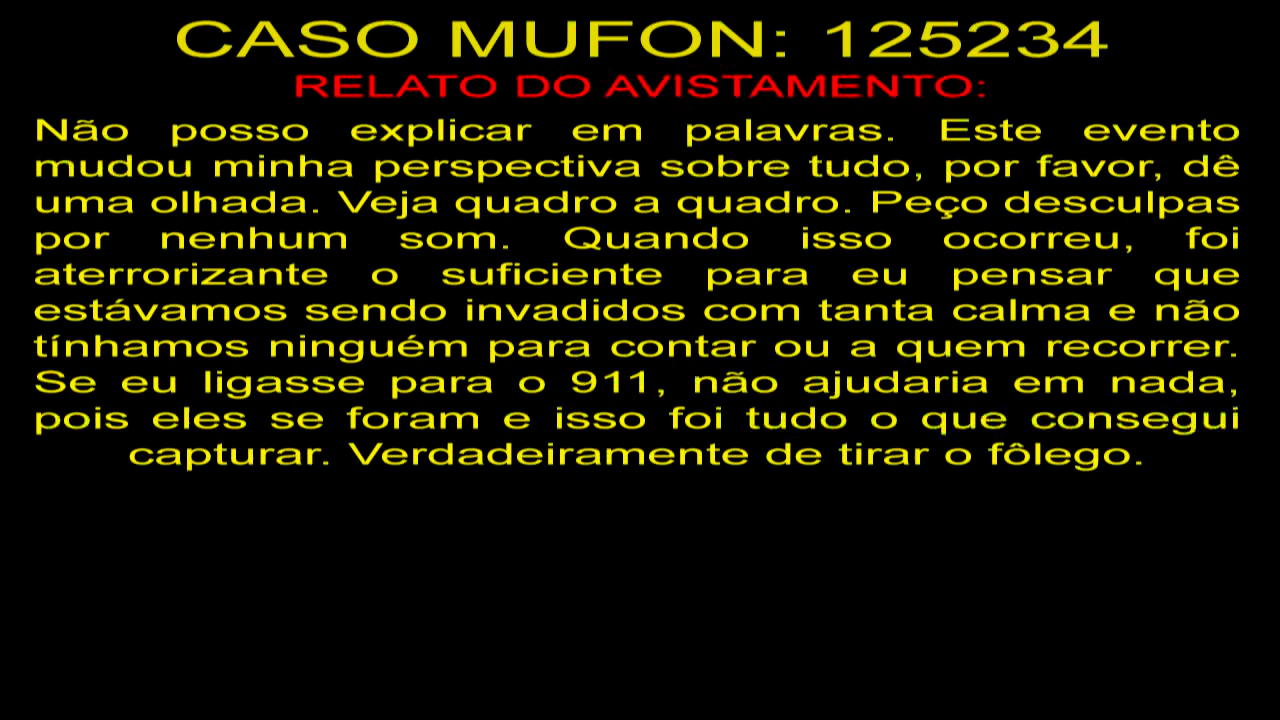 CASO MUFON: 125234
RELATO DO AVISTAMENTO:
Não posso explicar em palavras. Este evento
mudou minha perspectiva sobre tudo, por favor, dê
uma olhada. Veja quadro a quadro. Peço desculpas
por nenhum som. Quando isso ocorreu, foi
aterrorizante o suficiente para eu pensar que
estávamos sendo invadidos com tanta calma e não
tínhamos ninguém para contar ou a quem recorrer.
Se eu ligasse para o 911, não ajudaria em nada,
pois eles se foram e isso foi tudo o que consegui
capturar. Verdadeiramente de tirar o fôlego.